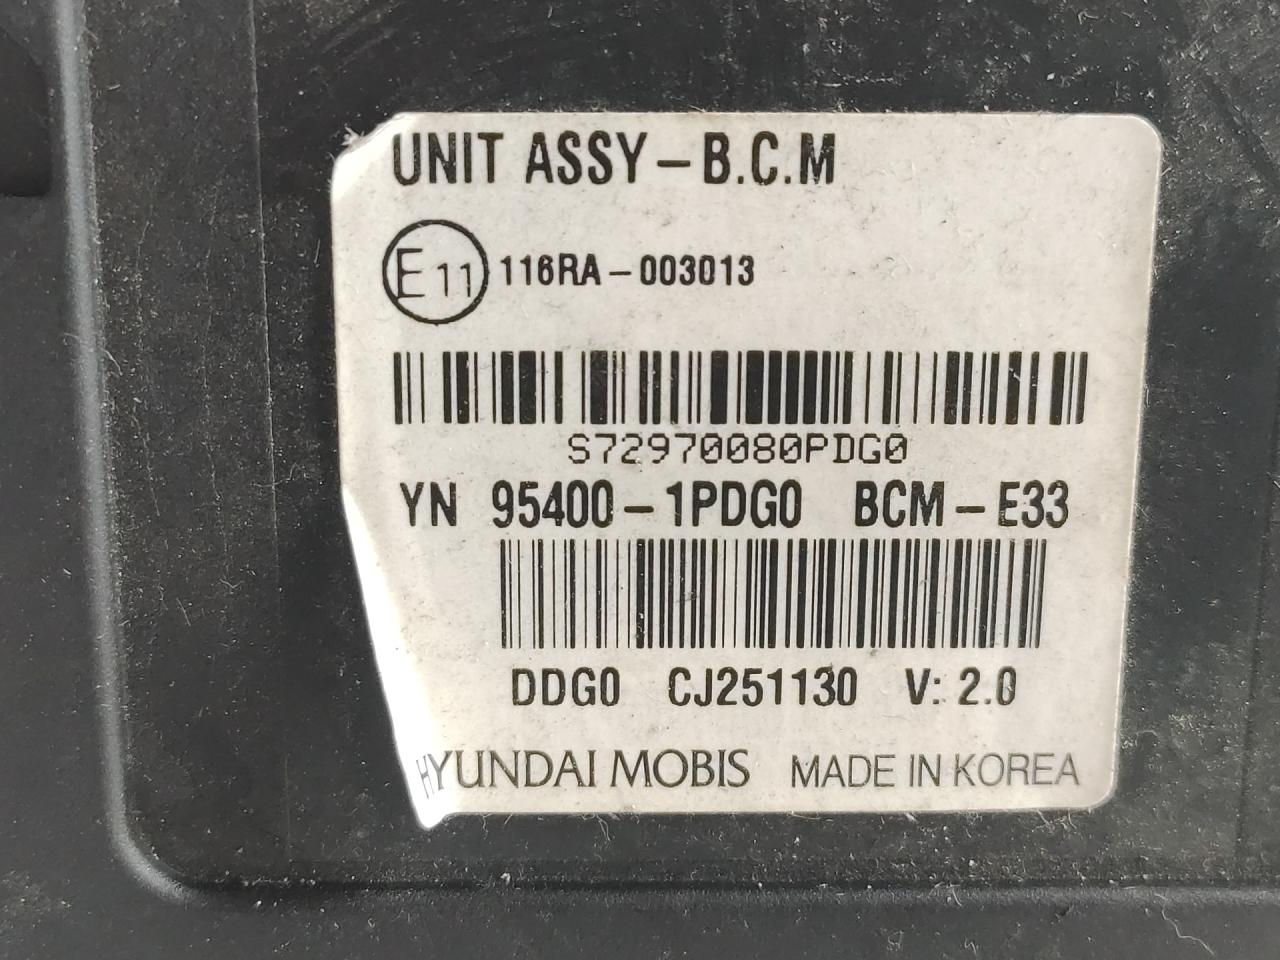 UNIT ASSY-B.C.M
E11 116RA-003013
S72970080PDG0
YN 95400-1PDG0 BCM-E33
DDG0 CJ251130 V: 2.0
HYUNDAI MOBIS MADE IN KOREA